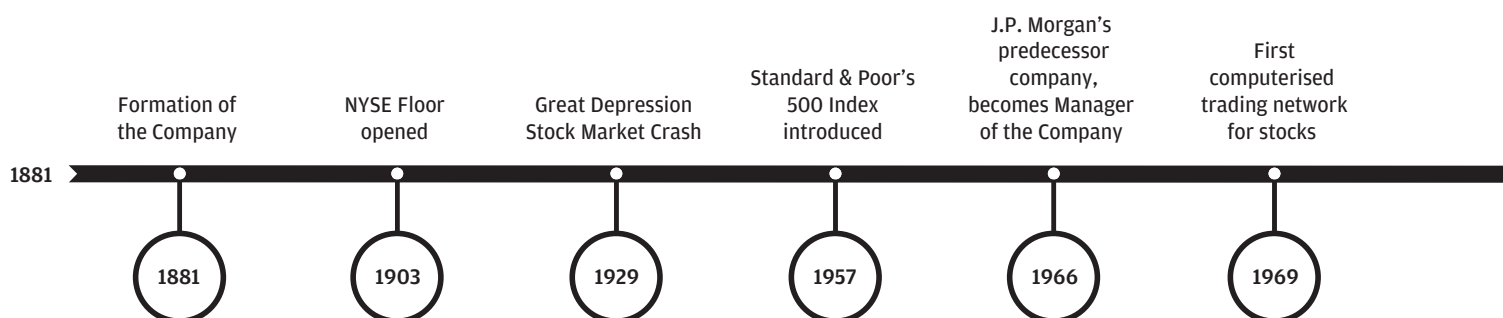 Formation of
the Company
NYSE Floor
opened
Great Depression
Stock Market Crash
Standard & Poor's
500 Index
introduced
J.P. Morgan's
predecessor
company,
becomes Manager
of the Company
First
computerised
trading network
for stocks
1881
1881
1903
1929
1957
1966
1969